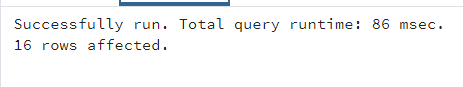 Successfully run. Total query runtime: 86 msec.
16 rows affected.